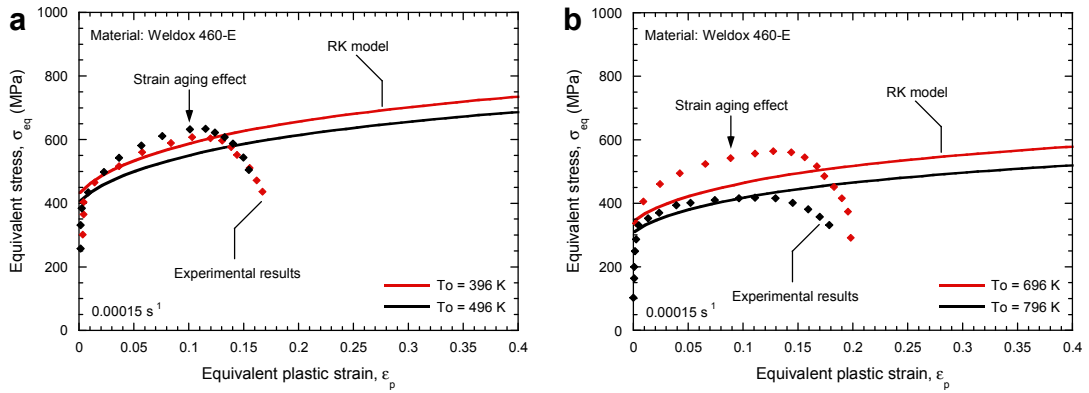 a
Material: Weldox 460-E
RK model
Strain aging effect
Experimental results
To = 396 K
To = 496 K
0.00015 s⁻¹
Equivalent stress, σeq (MPa)
1000
800
600
400
200
0
0 0.05 0.1 0.15 0.2 0.25 0.3 0.35 0.4
Equivalent plastic strain, εp
b
Material: Weldox 460-E
RK model
Strain aging effect
Experimental results
To = 696 K
To = 796 K
0.00015 s⁻¹
Equivalent stress, σeq (MPa)
1000
800
600
400
200
0
0 0.05 0.1 0.15 0.2 0.25 0.3 0.35 0.4
Equivalent plastic strain, εp